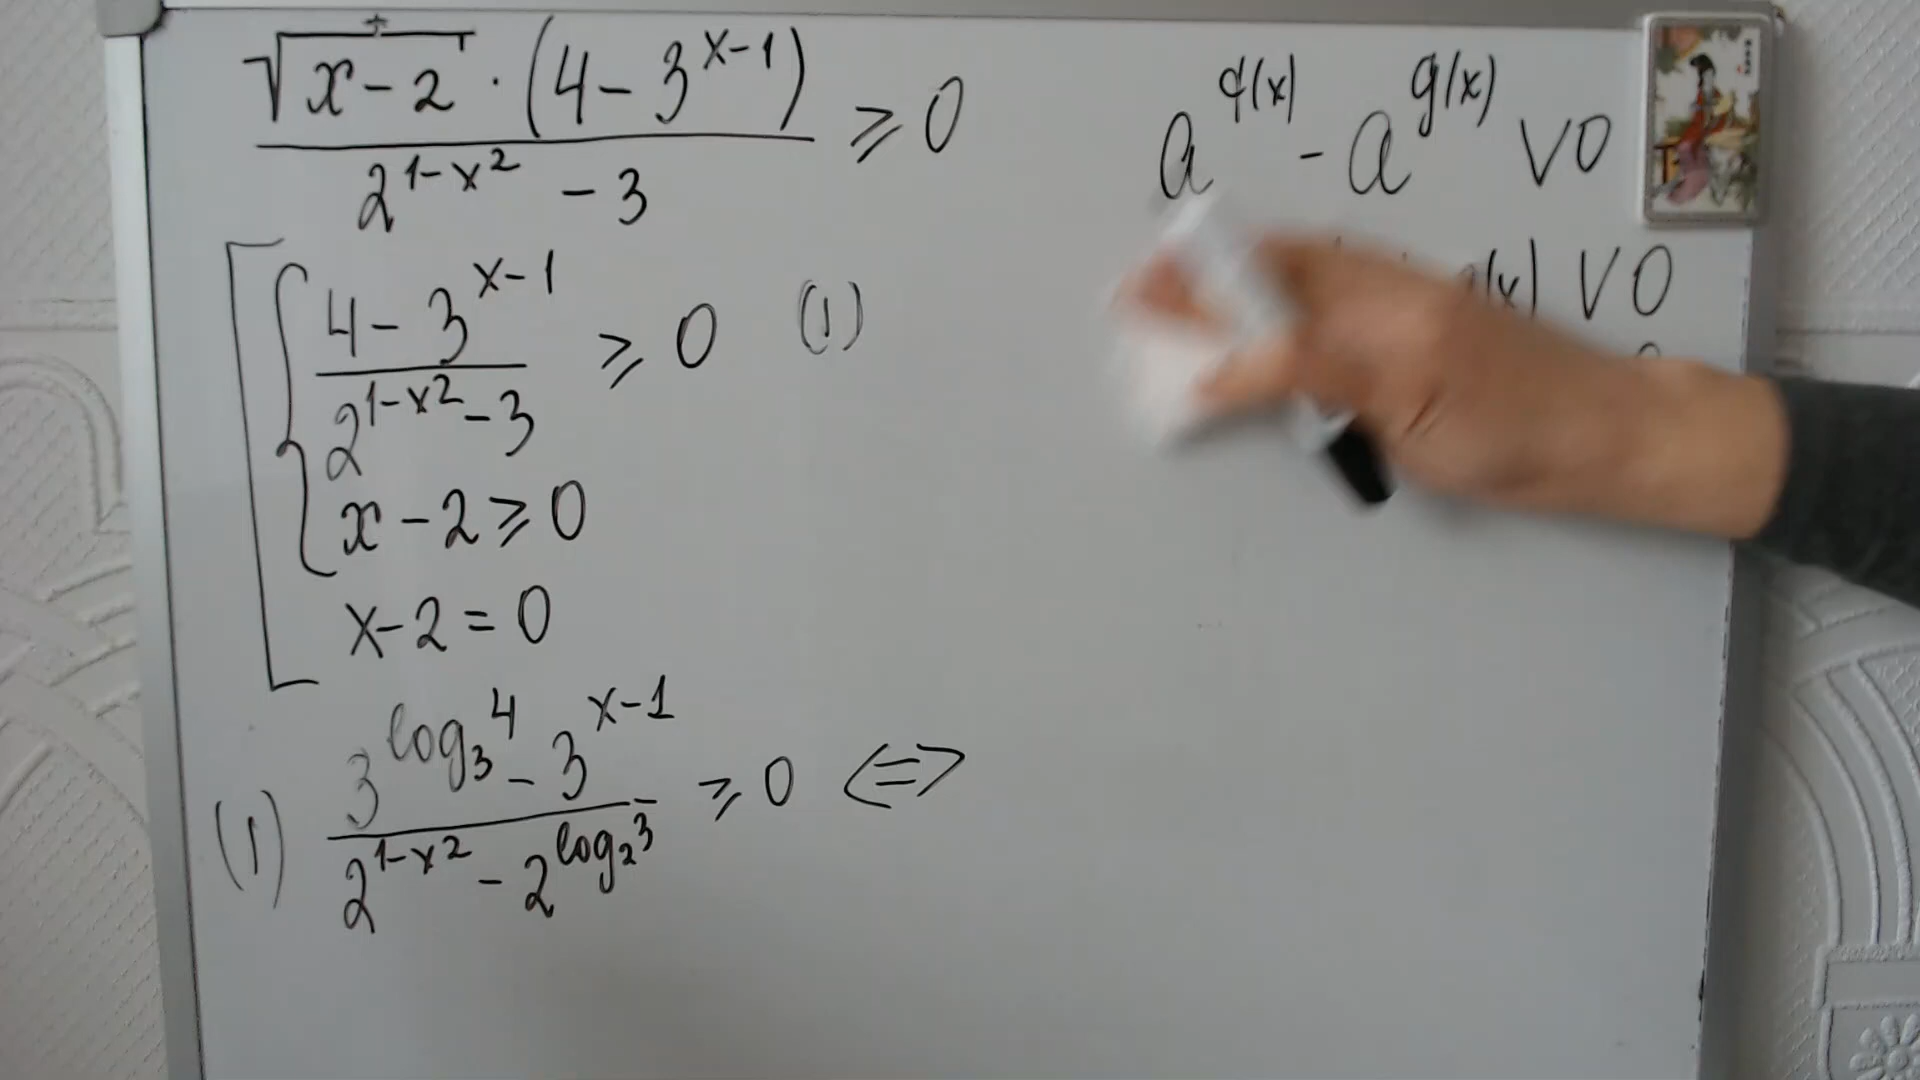 √(x-2) · (4-3^(x-1)) / (2^(1-x²) - 3) ≥ 0
(4-3^(x-1)) / (2^(1-x²) - 3) ≥ 0 (1)
x-2 ≥ 0
x-2 = 0
(1) (3^(log₃4) - 3^(x-1)) / (2^(1-x²) - 2^(log₂3)) ≥ 0 <=>
a^(f(x)) - a^(g(x)) ∨ 0
(x) ∨ 0